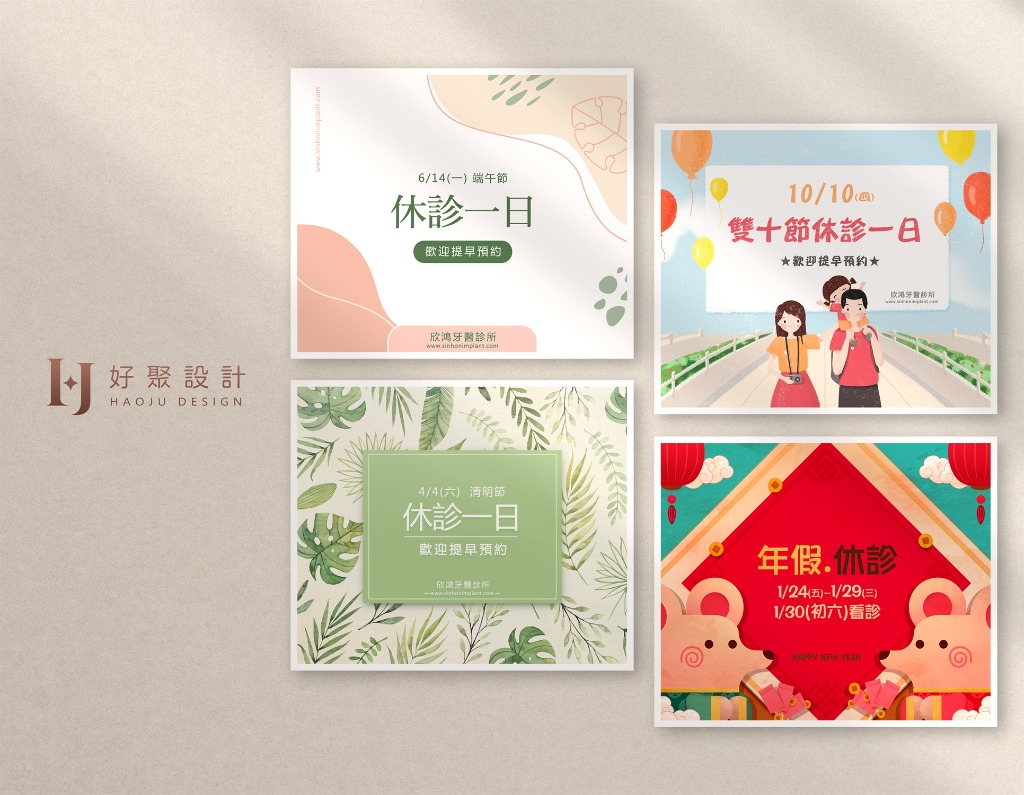 好聚設計
HAOJU DESIGN
www.sinhonimplant.com
6/14(一) 端午節
休診一日
歡迎提早預約
欣鴻牙醫診所
www.sinhonimplant.com
10/10(四)
雙十節休診一日
★歡迎提早預約★
欣鴻牙醫診所
www.sinhonimplant.com
4/4(六) 清明節
休診一日
歡迎提早預約
欣鴻牙醫診所
www.sinhonimplant.com
年假.休診
1/24(五)~1/29(三)
1/30(初六)看診
HAPPY NEW YEAR